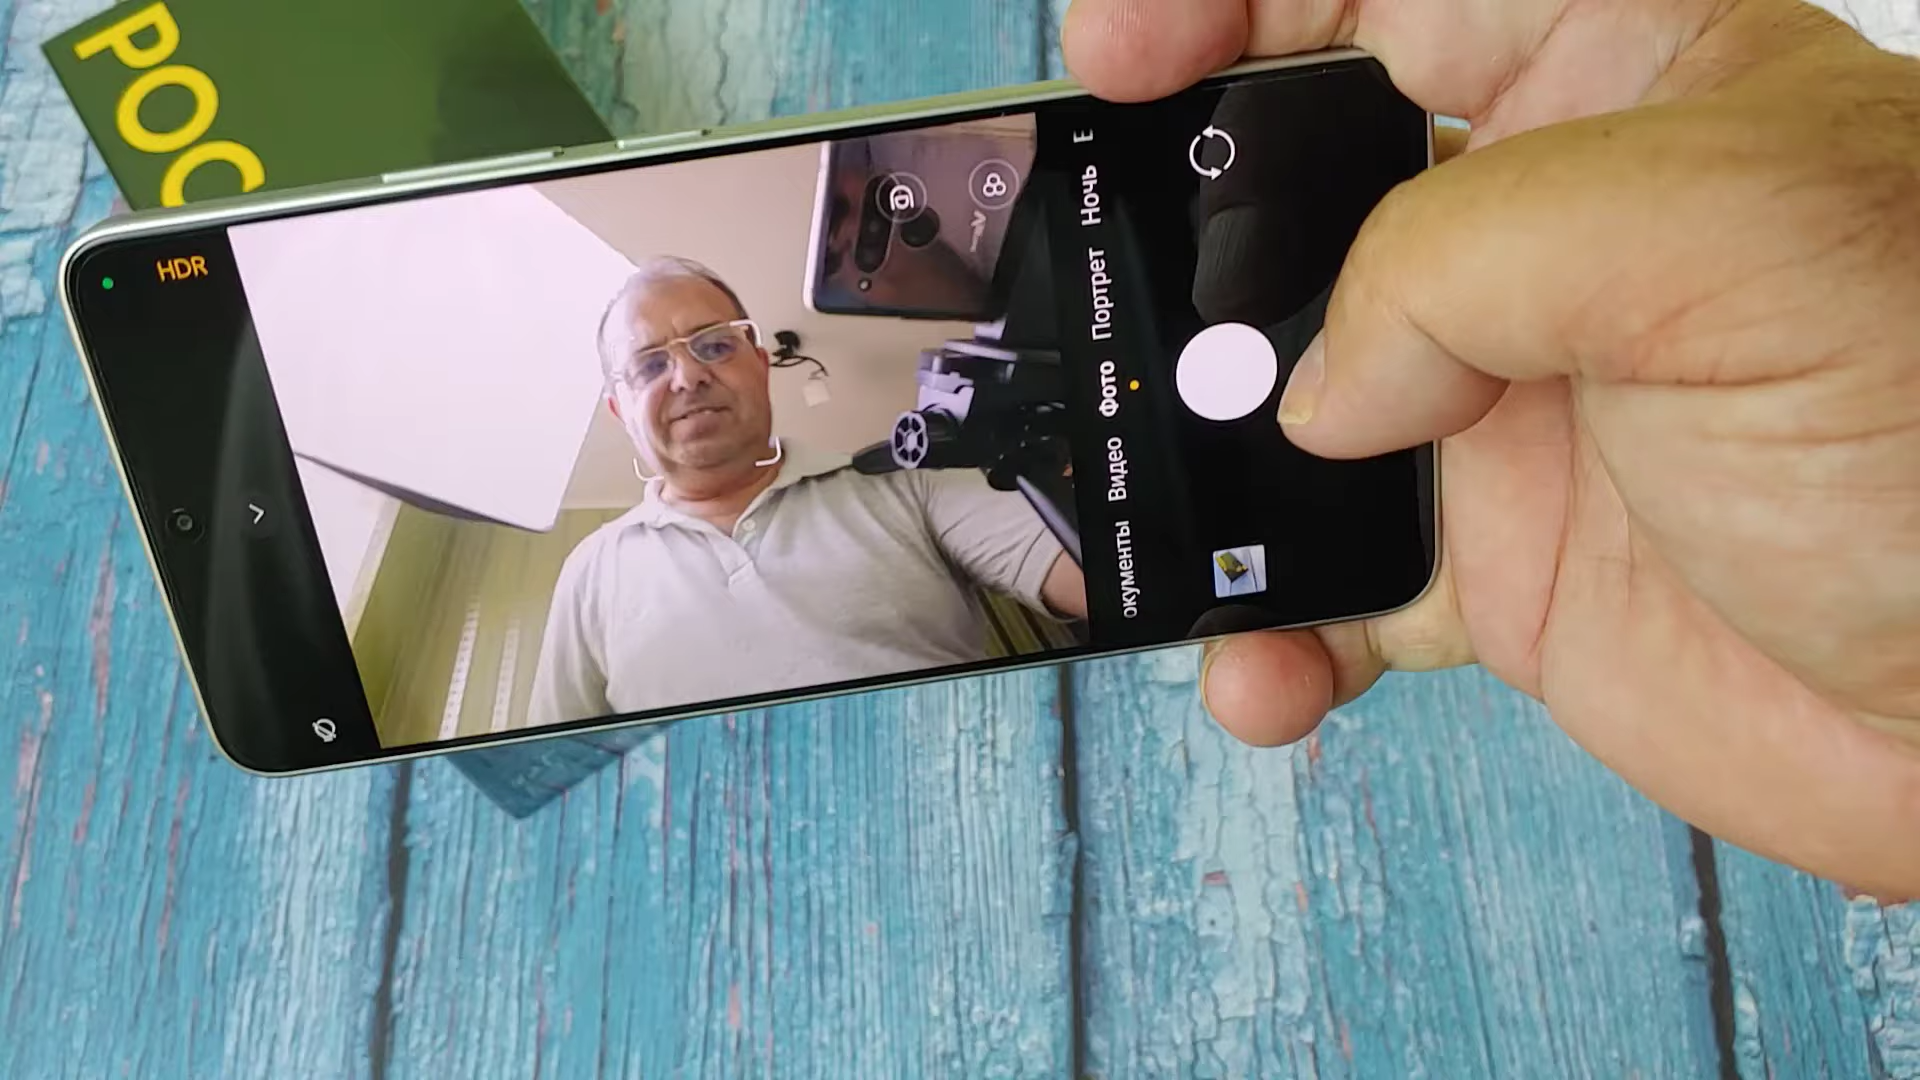 POC
HDR
окументы Видео Фото Портрет Ночь Е